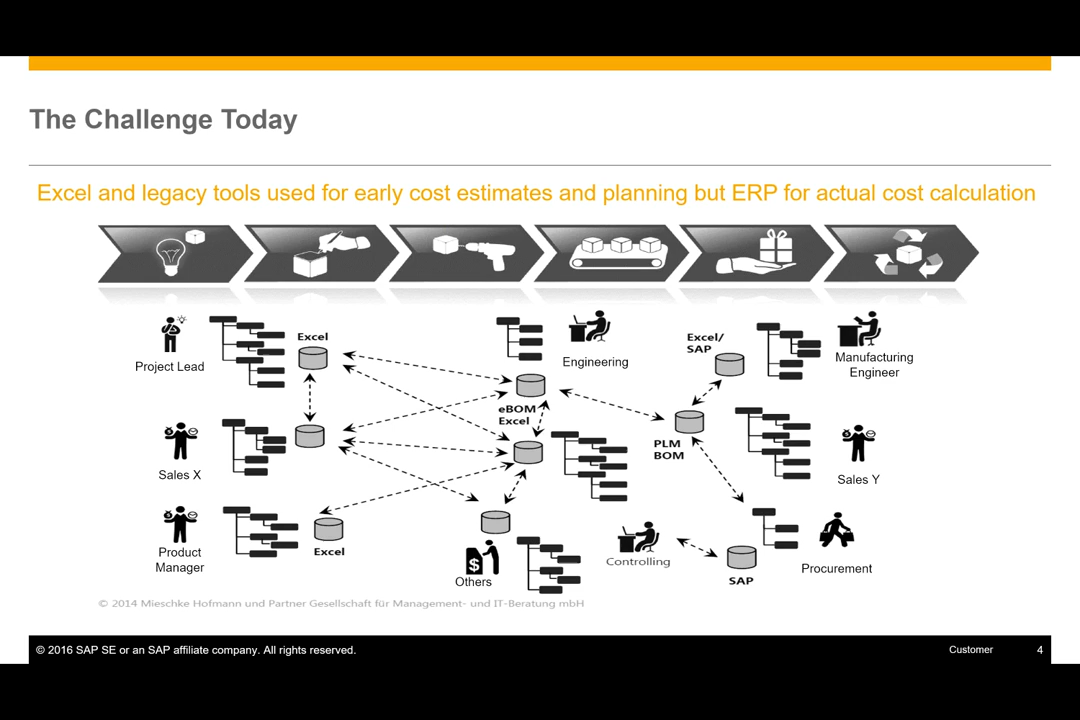 The Challenge Today
Excel and legacy tools used for early cost estimates and planning but ERP for actual cost calculation
Project Lead
Excel
Engineering
Excel/
SAP
Manufacturing
Engineer
eBOM
Excel
PLM
BOM
Sales X
Sales Y
Product
Manager
Excel
$
Others
Controlling
SAP
Procurement
© 2014 Mieschke Hofmann und Partner Gesellschaft für Management- und IT-Beratung mbH
© 2016 SAP SE or an SAP affiliate company. All rights reserved.
Customer
4